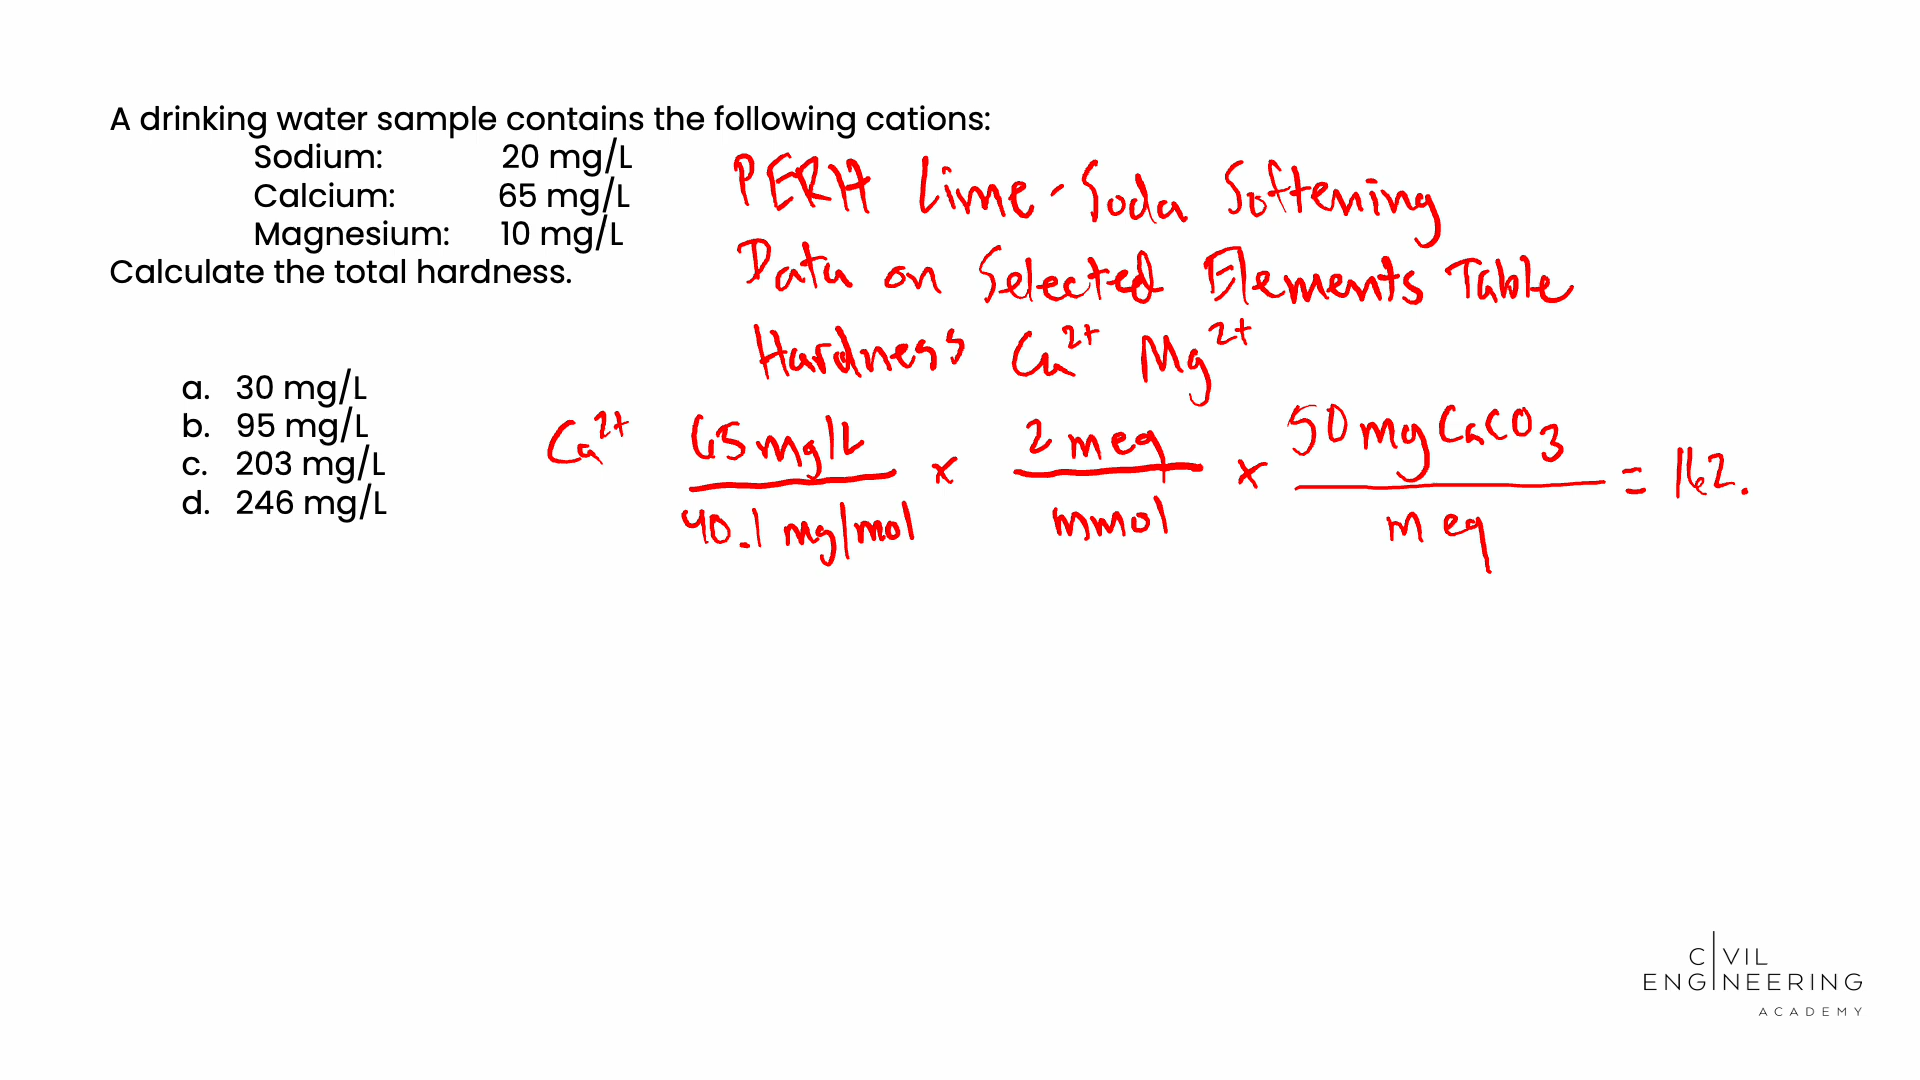 A drinking water sample contains the following cations:
Sodium: 20 mg/L
Calcium: 65 mg/L
Magnesium: 10 mg/L
Calculate the total hardness.
a. 30 mg/L
b. 95 mg/L
c. 203 mg/L
d. 246 mg/L
PERH Lime-Soda Softening
Data on Selected Elements Table
Hardness Ca²⁺ Mg²⁺
Ca²⁺ 65 mg/L × 2 meq × 50 mg CaCO₃ = 162.
40.1 mg/mol mmol meq
CIVIL
ENGINEERING
ACADEMY